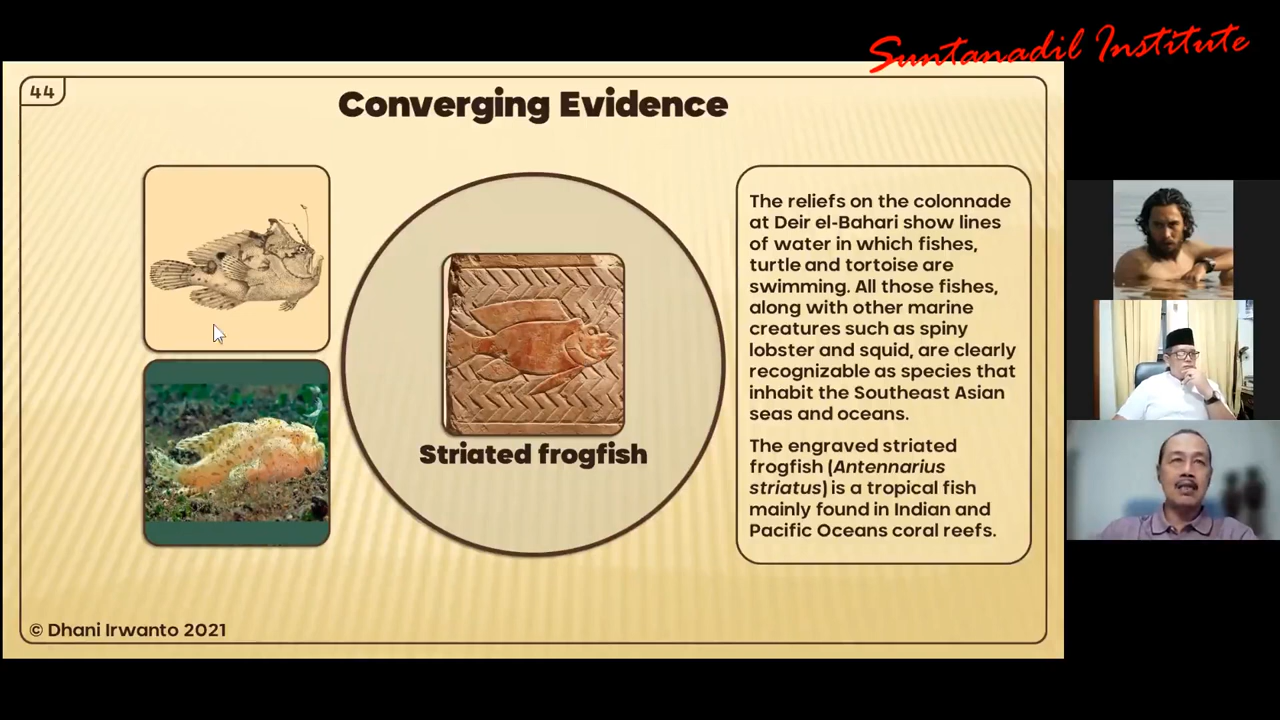 Suntanadil Institute
44
Converging Evidence
The reliefs on the colonnade
at Deir el-Bahari show lines
of water in which fishes,
turtle and tortoise are
swimming. All those fishes,
along with other marine
creatures such as spiny
lobster and squid, are clearly
recognizable as species that
inhabit the Southeast Asian
seas and oceans.
The engraved striated
frogfish (Antennarius
striatus) is a tropical fish
mainly found in Indian and
Pacific Oceans coral reefs.
Striated frogfish
© Dhani Irwanto 2021